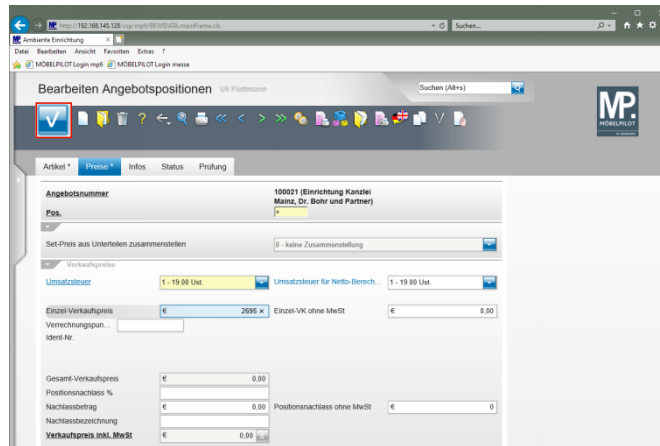 http://192.168.145.128/csp/mp6/BEWIDATA.mainFrame.cls
Suchen...
Ambiente Einrichtung
Datei Bearbeiten Ansicht Favoriten Extras ?
MÖBELPILOT Login mp6 MÖBELPILOT Login messe
Bearbeiten Angebotspositionen Ulli Flottmann Suchen (Alt+s)
MP.
MÖBELPILOT
Artikel * Preise * Infos Status Prüfung
Angebotsnummer 100021 (Einrichtung Kanzlei
Mainz, Dr. Bohr und Partner)
Pos. +
Set-Preis aus Unterteilen zusammenstellen 0 - keine Zusammenstellung
Verkaufspreise
Umsatzsteuer 1 - 19.00 Ust. Umsatzsteuer für Netto-Berech... 1 - 19.00 Ust.
Einzel-Verkaufspreis € 2695 × Einzel-VK ohne MwSt € 0,00
Verrechnungspun...
Ident-Nr.
Gesamt-Verkaufspreis € 0,00
Positionsnachlass %
Nachlassbetrag € 0,00 Positionsnachlass ohne MwSt € 0
Nachlassbezeichnung
Verkaufspreis inkl. MwSt € 0,00